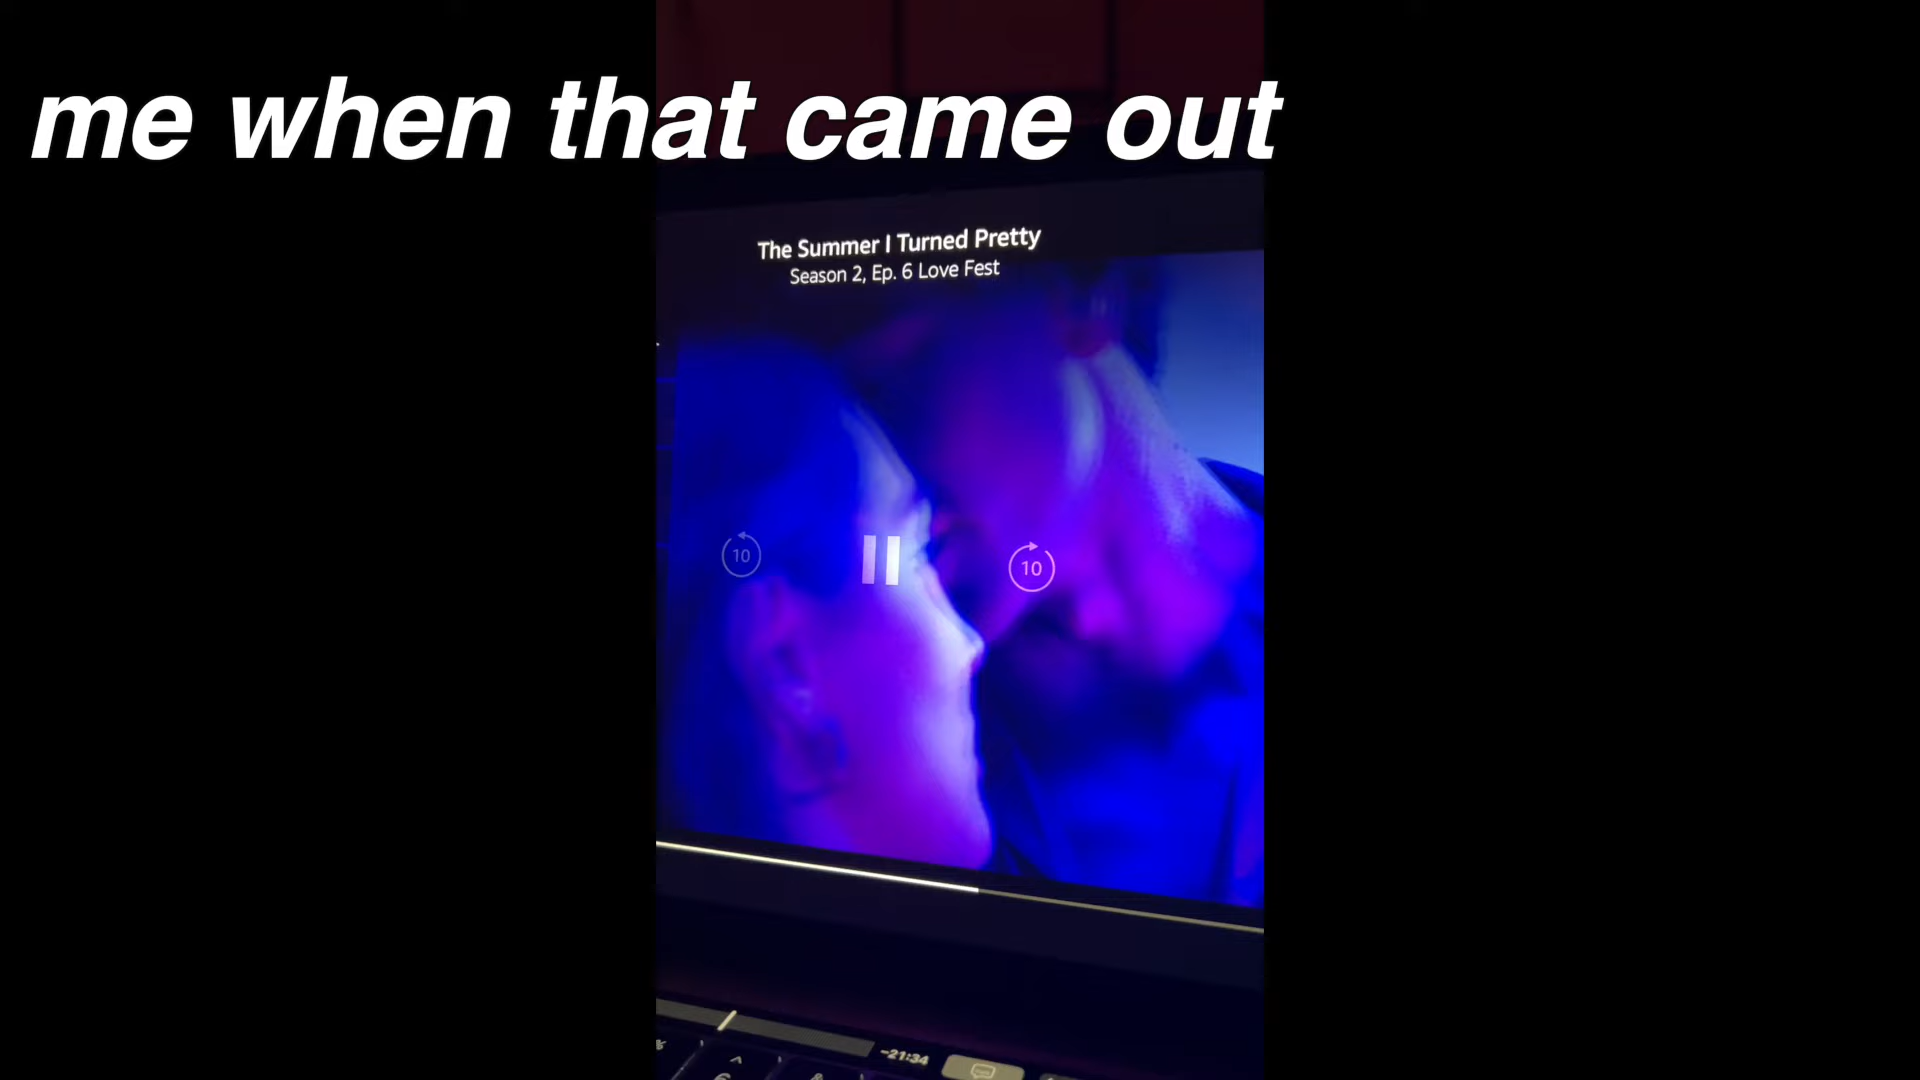 me when that came out
The Summer I Turned Pretty
Season 2, Ep. 6 Love Fest
10
10
-21:34